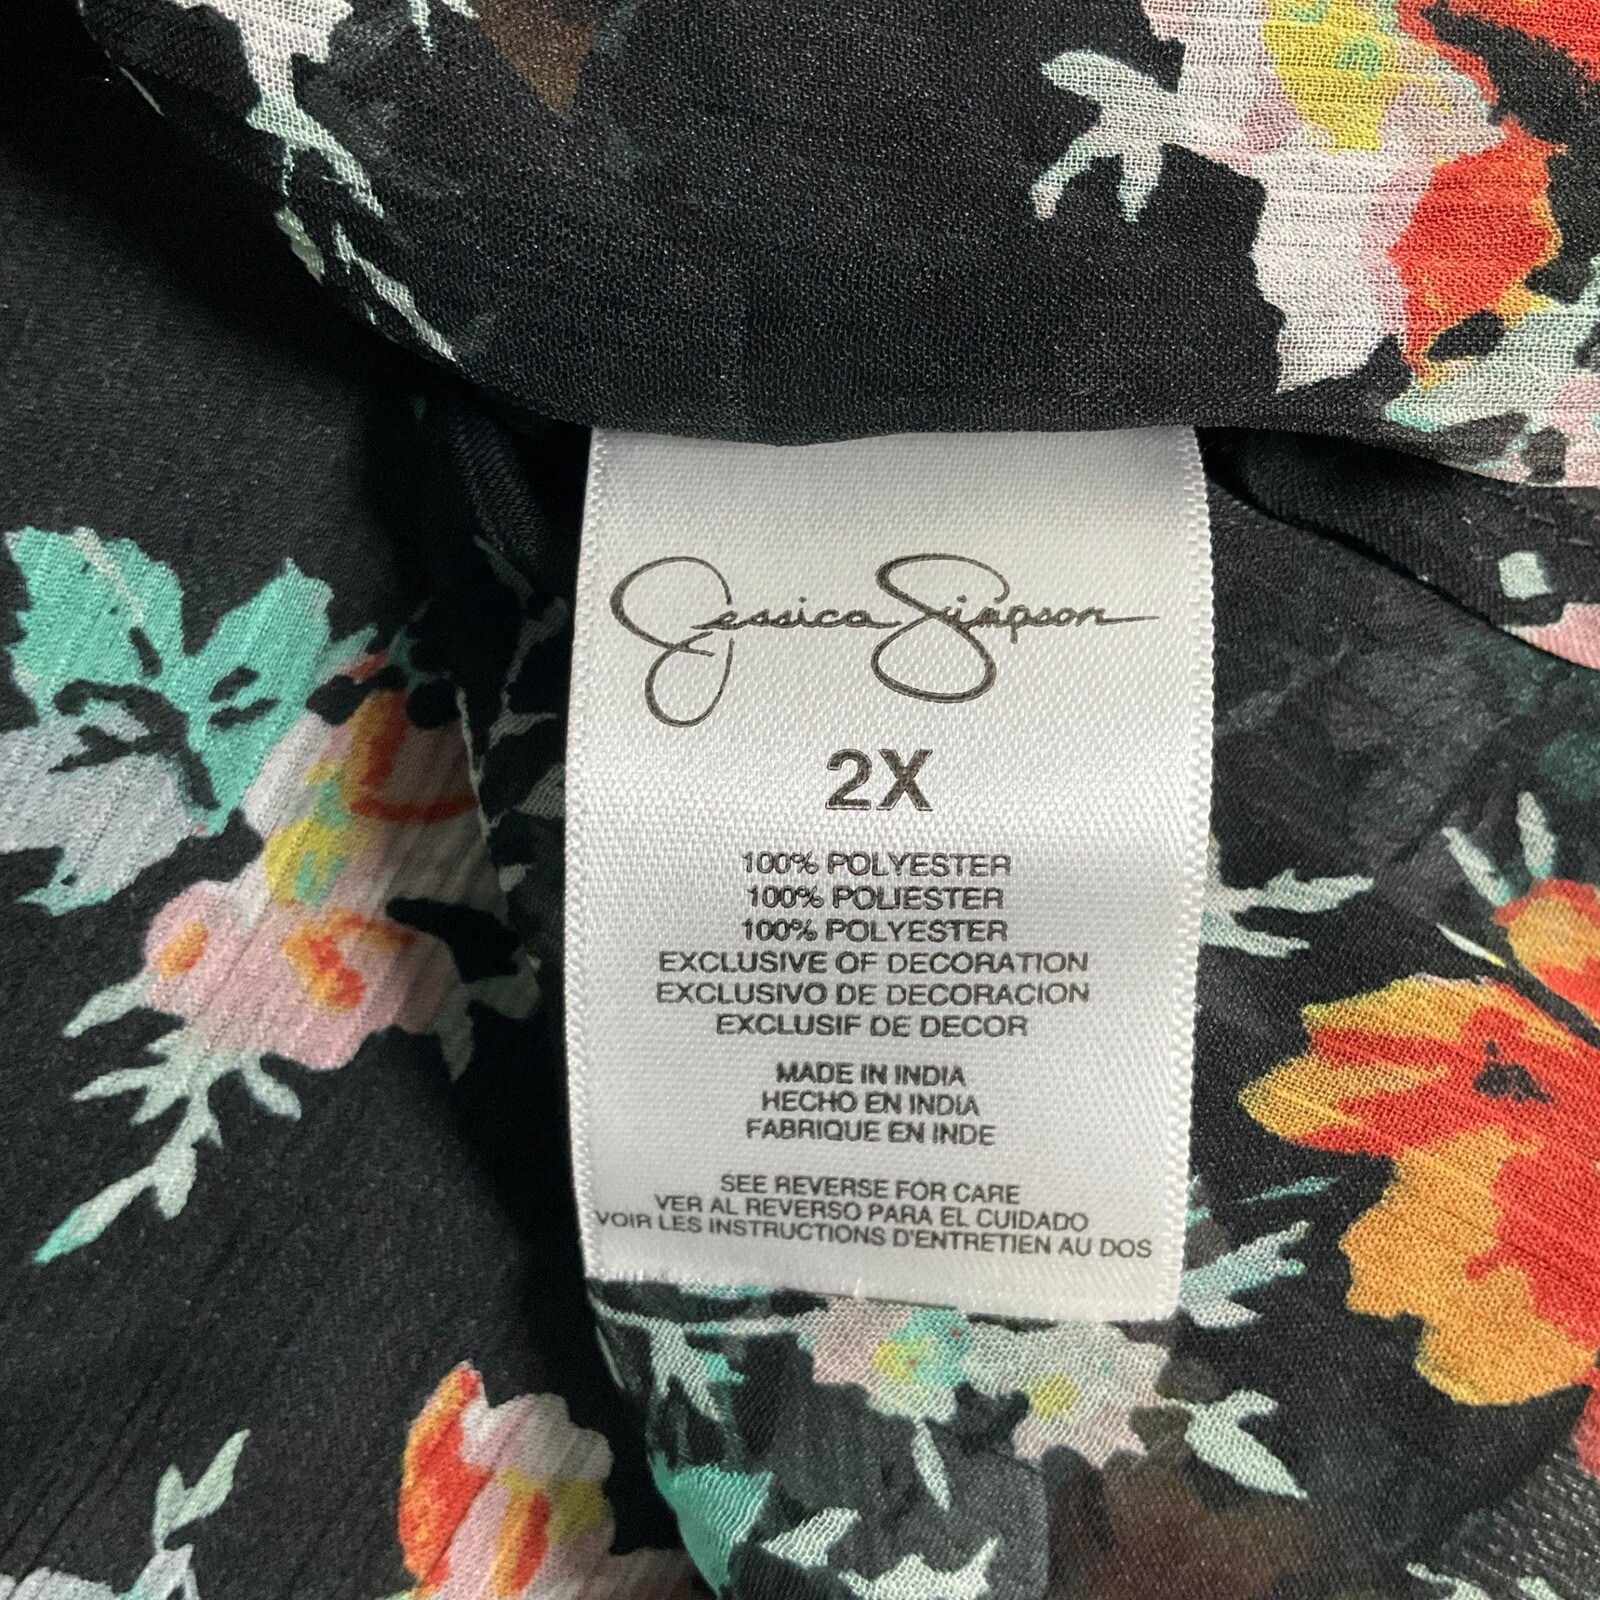 Jessica Simpson
2X
100% POLYESTER
100% POLIESTER
100% POLYESTER
EXCLUSIVE OF DECORATION
EXCLUSIVO DE DECORACION
EXCLUSIF DE DECOR
MADE IN INDIA
HECHO EN INDIA
FABRIQUE EN INDE
SEE REVERSE FOR CARE
VER AL REVERSO PARA EL CUIDADO
VOIR LES INSTRUCTIONS D'ENTRETIEN AU DOS